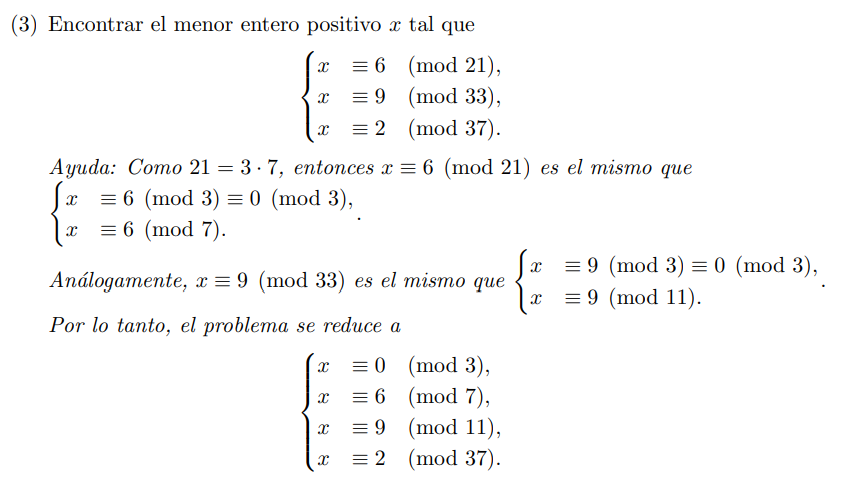 (3) Encontrar el menor entero positivo x tal que
x ≡ 6 (mod 21),
x ≡ 9 (mod 33),
x ≡ 2 (mod 37).
Ayuda: Como 21 = 3 · 7, entonces x ≡ 6 (mod 21) es el mismo que
x ≡ 6 (mod 3) ≡ 0 (mod 3),
x ≡ 6 (mod 7). .
Análogamente, x ≡ 9 (mod 33) es el mismo que { x ≡ 9 (mod 3) ≡ 0 (mod 3),
x ≡ 9 (mod 11). .
Por lo tanto, el problema se reduce a
x ≡ 0 (mod 3),
x ≡ 6 (mod 7),
x ≡ 9 (mod 11),
x ≡ 2 (mod 37).